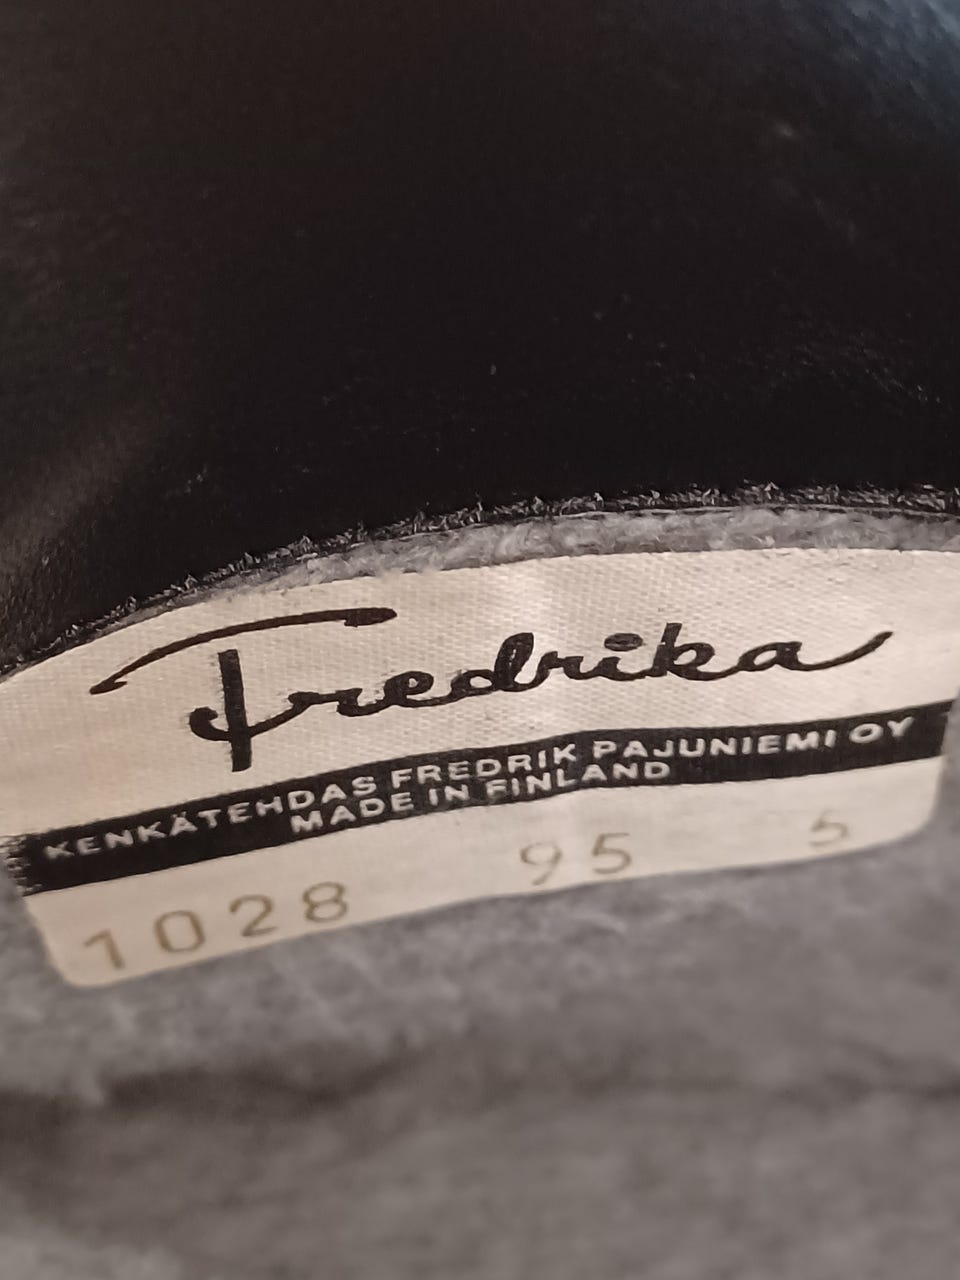 Fredrika
KENKÄTEHDAS FREDRIK PAJUNIEMI OY
MADE IN FINLAND
1028 95 5